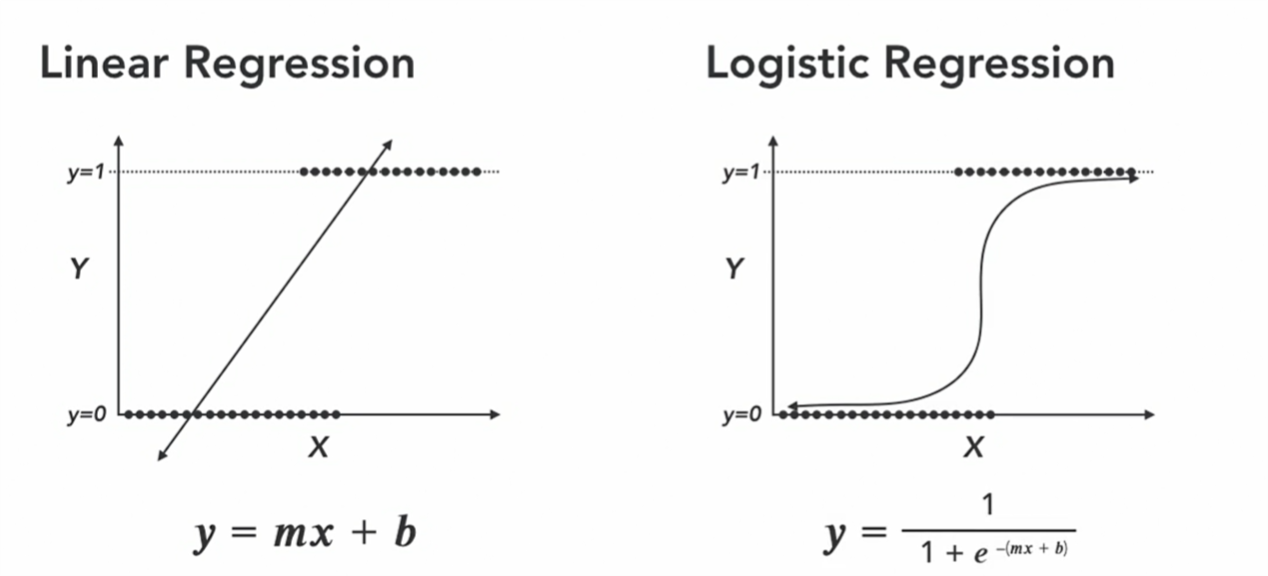 Linear Regression
y=1
Y
y=0
X
y = mx + b
Logistic Regression
y=1
Y
y=0
X
y = 1 / 1 + e −(mx + b)